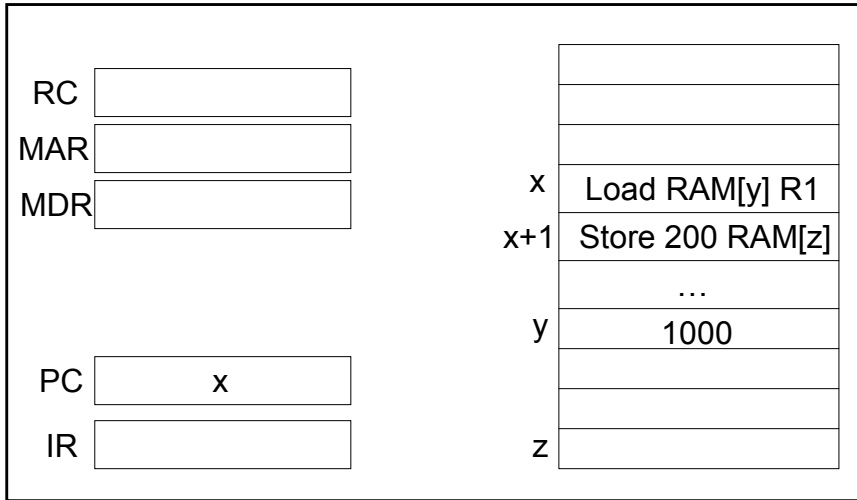 RC
MAR
MDR
PC x
IR
x Load RAM[y] R1
x+1 Store 200 RAM[z]
...
y 1000
z